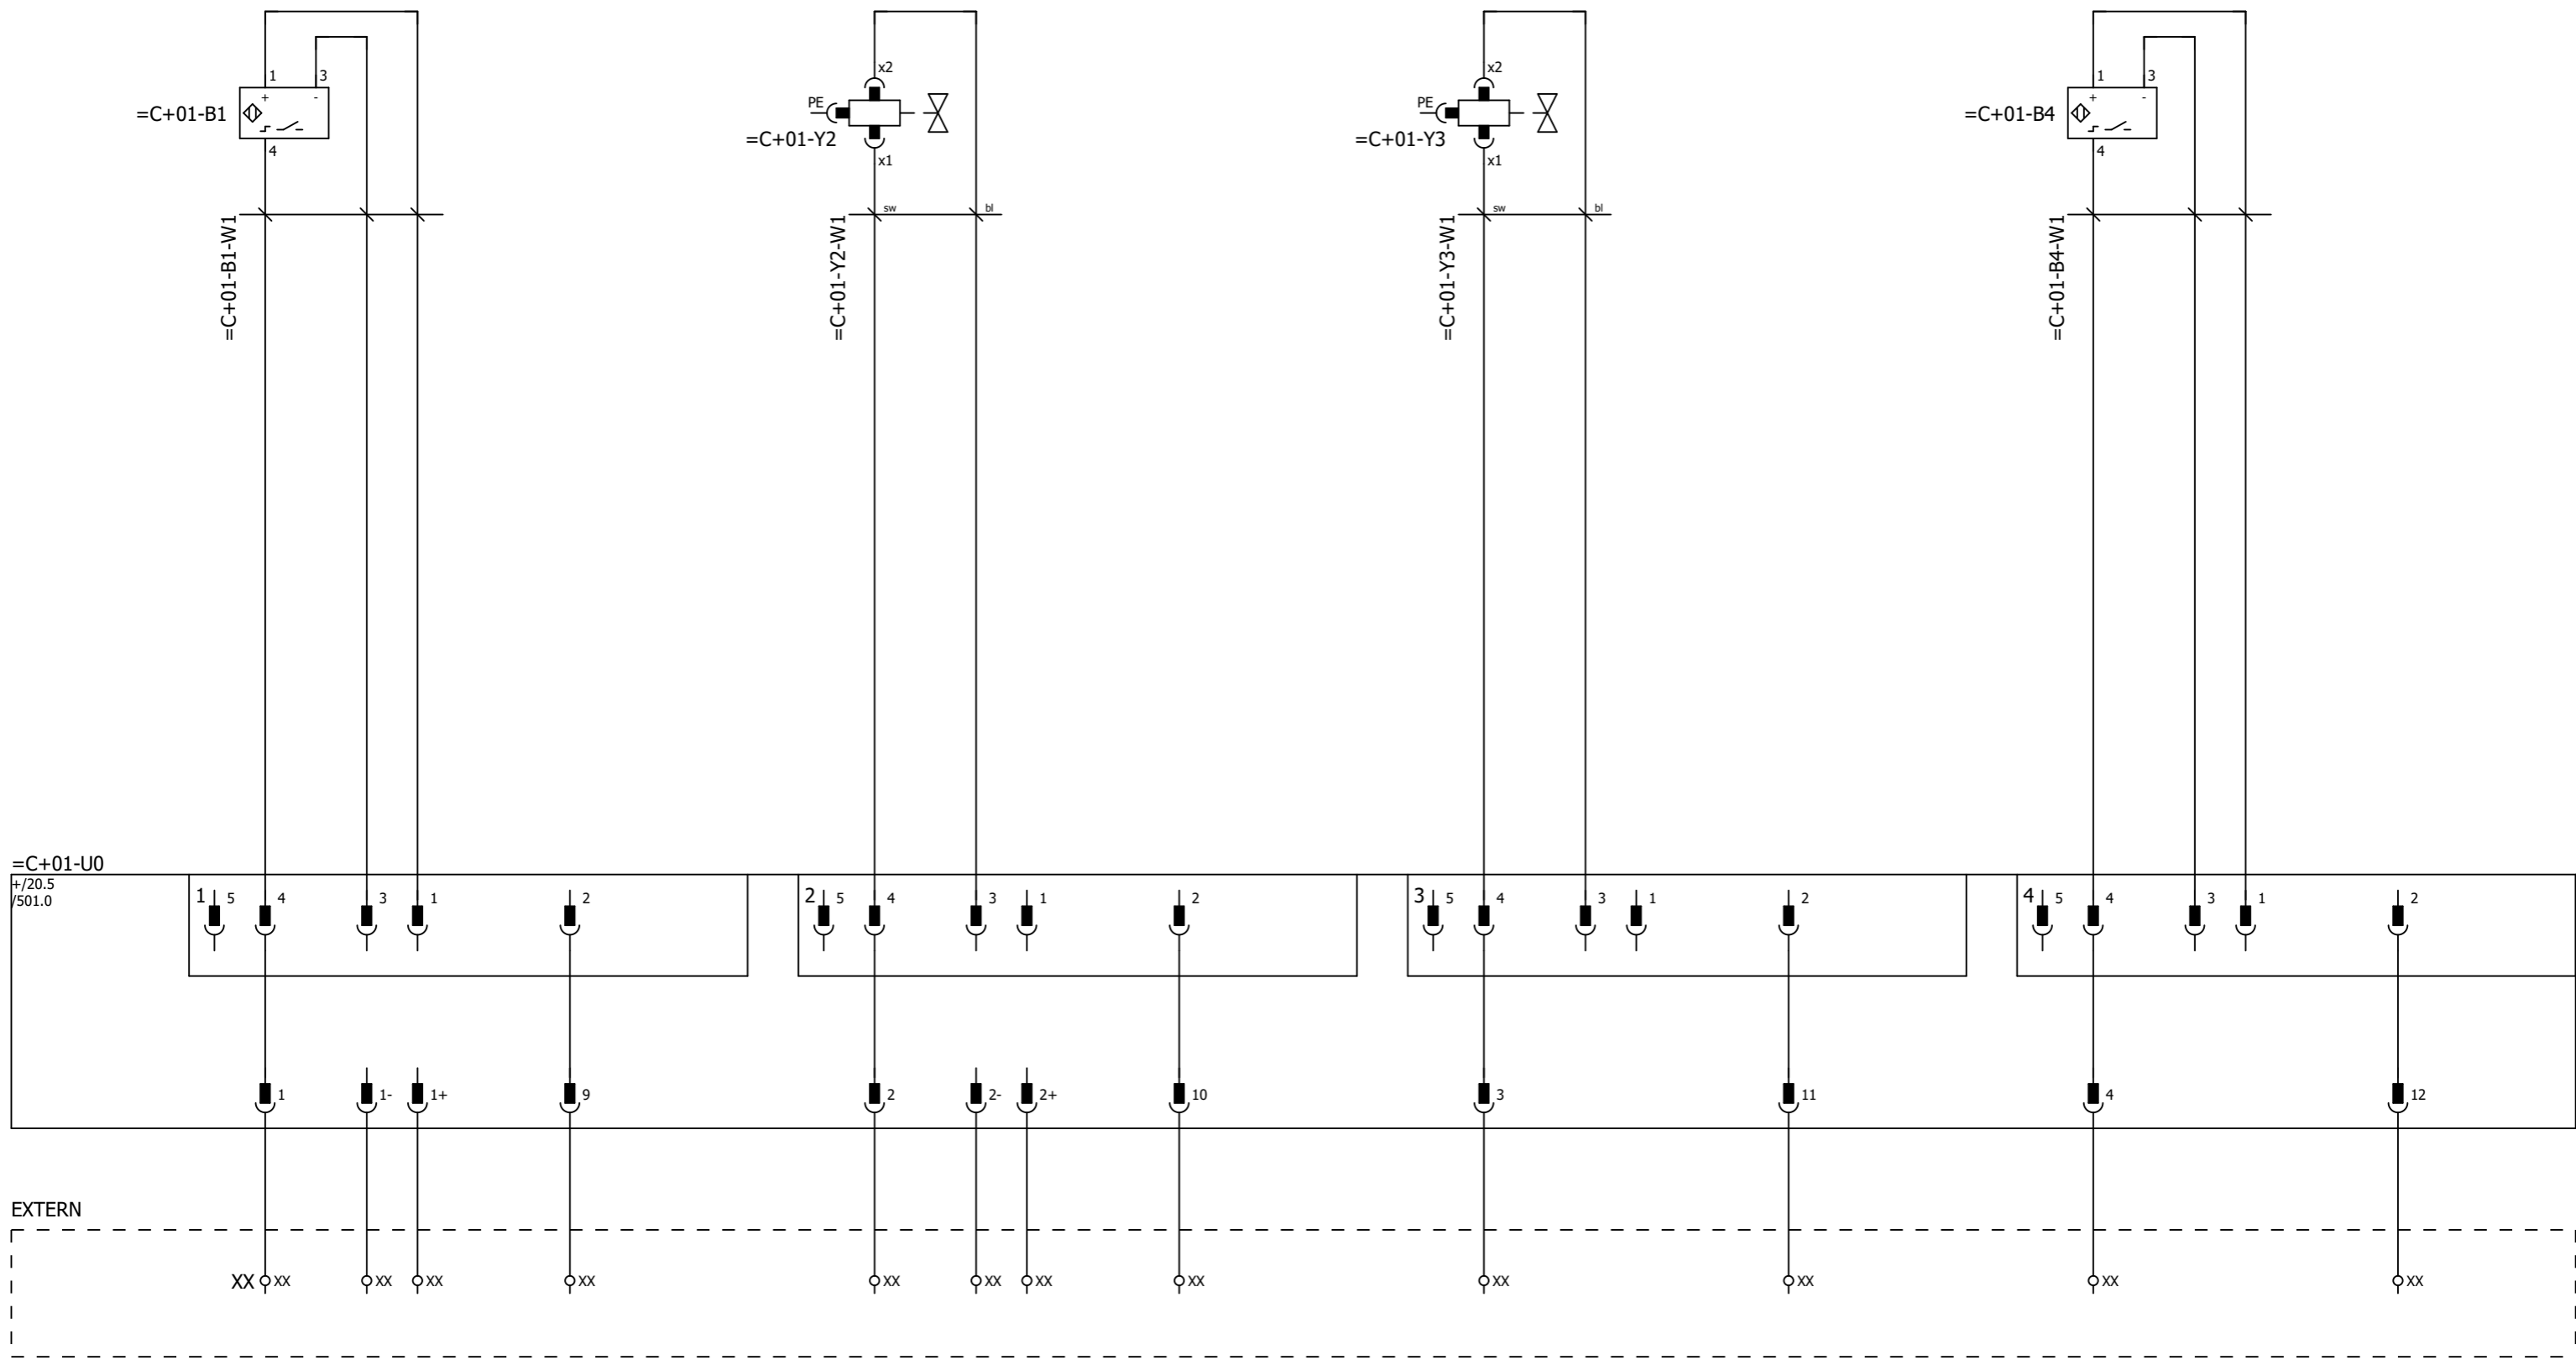 x2
x2
1
3
1
3
+
-
+
-
PE
PE
=C+01-B1
=C+01-B4
=C+01-Y2
=C+01-Y3
4
4
x1
x1
sw
bl
sw
bl
=C+01-B1-W1
=C+01-Y2-W1
=C+01-Y3-W1
=C+01-B4-W1
=C+01-U0
+/20.5
/501.0
1 5 4 3 1 2
2 5 4 3 1 2
3 5 4 3 1 2
4 5 4 3 1 2
1 1- 1+ 9
2 2- 2+ 10
3 11
4 12
EXTERN
XX XX XX XX XX
XX XX XX XX
XX XX
XX XX